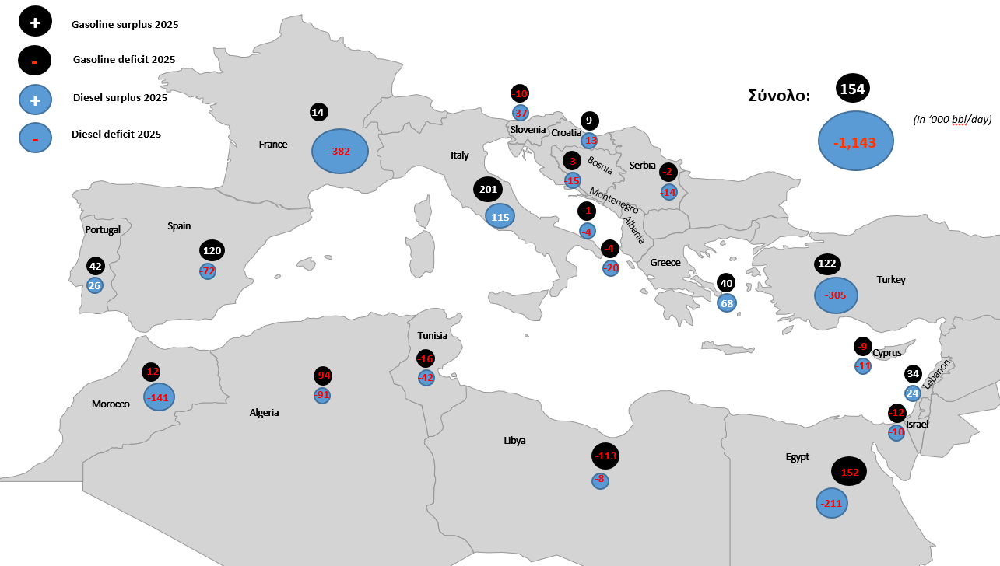 + Gasoline surplus 2025
- Gasoline deficit 2025
+ Diesel surplus 2025
- Diesel deficit 2025
Σύνολο:
154
-1,143
(in ‘000 bbl/day)
France
14
-382
-10
-37
Slovenia
Croatia
9
-13
Italy
201
115
-3
-15
Bosnia
Serbia
-2
-14
Montenegro
-1
-4
Albania
-4
-20
Portugal
42
26
Spain
120
-72
Greece
40
68
Turkey
122
-305
Cyprus
-9
-11
Lebanon
34
24
Israel
-12
-10
Morocco
-12
-141
Algeria
-94
-91
Tunisia
-16
-42
Libya
-113
-8
Egypt
-152
-211